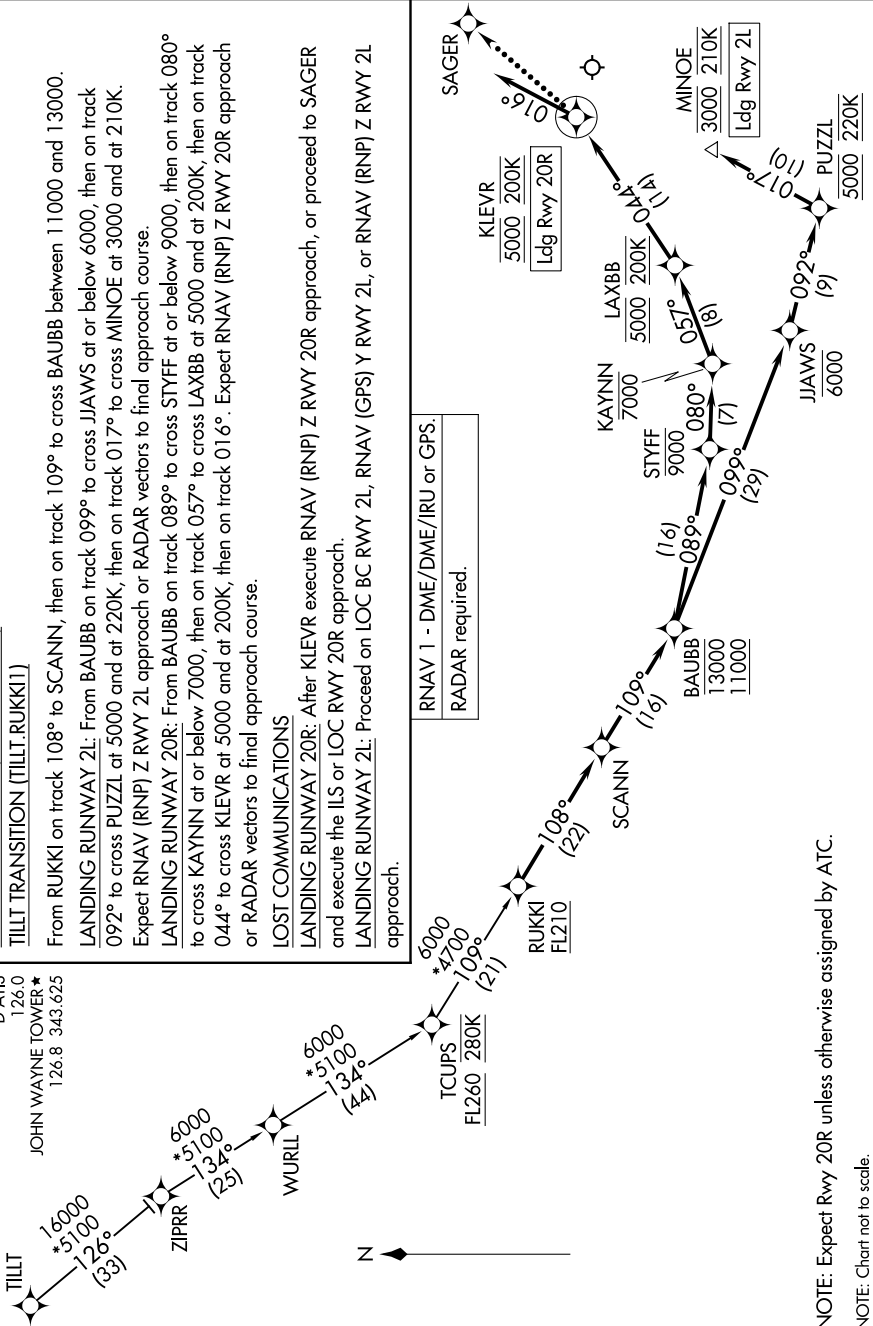 D-ATIS
126.0
JOHN WAYNE TOWER★
126.8 343.625
TILLT TRANSITION (TILLT.RUKKI1)
From RUKKI on track 108° to SCANN, then on track 109° to cross BAUBB between 11000 and 13000.
LANDING RUNWAY 2L: From BAUBB on track 099° to cross JJAWS at or below 6000, then on track
092° to cross PUZZL at 5000 and at 220K, then on track 017° to cross MINOE at 3000 and at 210K.
Expect RNAV (RNP) Z RWY 2L approach or RADAR vectors to final approach course.
LANDING RUNWAY 20R: From BAUBB on track 089° to cross STYFF at or below 9000, then on track 080°
to cross KAYNN at or below 7000, then on track 057° to cross LAXBB at 5000 and at 200K, then on track
044° to cross KLEVR at 5000 and at 200K, then on track 016°. Expect RNAV (RNP) Z RWY 20R approach
or RADAR vectors to final approach course.
LOST COMMUNICATIONS
LANDING RUNWAY 20R: After KLEVR execute RNAV (RNP) Z RWY 20R approach, or proceed to SAGER
and execute the ILS or LOC RWY 20R approach.
LANDING RUNWAY 2L: Proceed on LOC BC RWY 2L, RNAV (GPS) Y RWY 2L, or RNAV (RNP) Z RWY 2L
approach.
RNAV 1 - DME/DME/IRU or GPS.
RADAR required.
TILLT
16000
*5100
126°
(33)
ZIPRR
6000
*5100
134°
(25)
WURLL
6000
*5100
134°
(44)
TCUPS
FL260 280K
6000
*4700
109°
(21)
RUKKI
FL210
108°
(22)
SCANN
109°
(16)
BAUBB
13000
11000
(16)
089°
STYFF
9000
080°
(7)
KAYNN
7000
057°
(8)
LAXBB
5000 200K
044°
(14)
KLEVR
5000 200K
Ldg Rwy 20R
016°
SAGER
099°
(29)
JJAWS
6000
092°
(9)
PUZZL
5000 220K
017°
(10)
MINOE
3000 210K
Ldg Rwy 2L
N
NOTE: Expect Rwy 20R unless otherwise assigned by ATC.
NOTE: Chart not to scale.